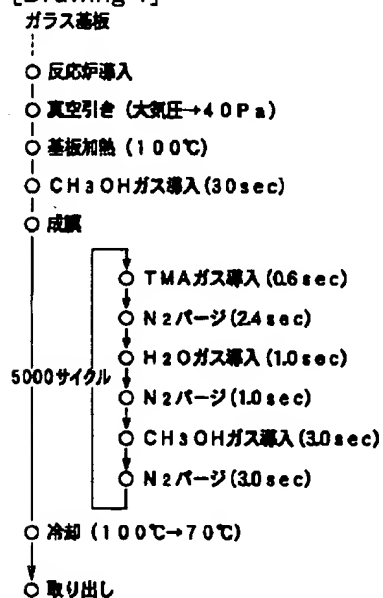 [Drawing 1]
ガラス基板
反応炉導入
真空引き (大気圧→40Pa)
基板加熱 (100℃)
CH3OHガス導入(30sec)
成膜
TMAガス導入(0.6sec)
N2パージ(2.4sec)
H2Oガス導入(1.0sec)
5000サイクル
N2パージ(1.0sec)
CH3OHガス導入(3.0sec)
N2パージ(3.0sec)
冷却 (100℃→70℃)
取り出し